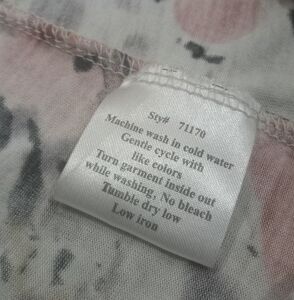 Sty# 71170
Machine wash in cold water
Gentle cycle with
like colors
Turn garment inside out
while washing, No bleach
Tumble dry low
Low iron